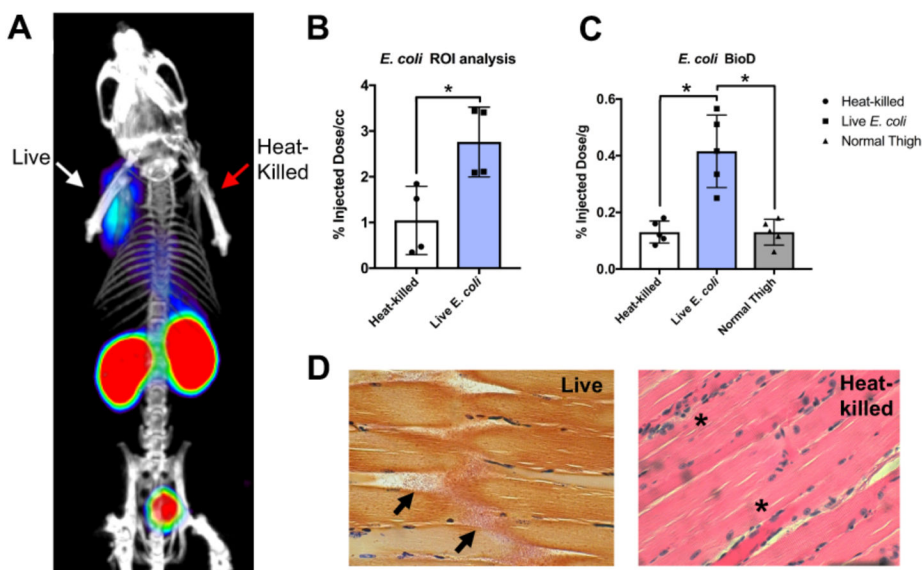 A
Live
Heat-
Killed
B
E. coli ROI analysis
*
% Injected Dose/cc
4
3
2
1
0
Heat-killed
Live E. coli
C
E. coli BioD
*
*
% Injected Dose/g
0.6
0.4
0.2
0.0
Heat-killed
Live E. coli
Normal Thigh
Heat-killed
Live E. coli
Normal Thigh
D
Live
Heat-
killed
*
*